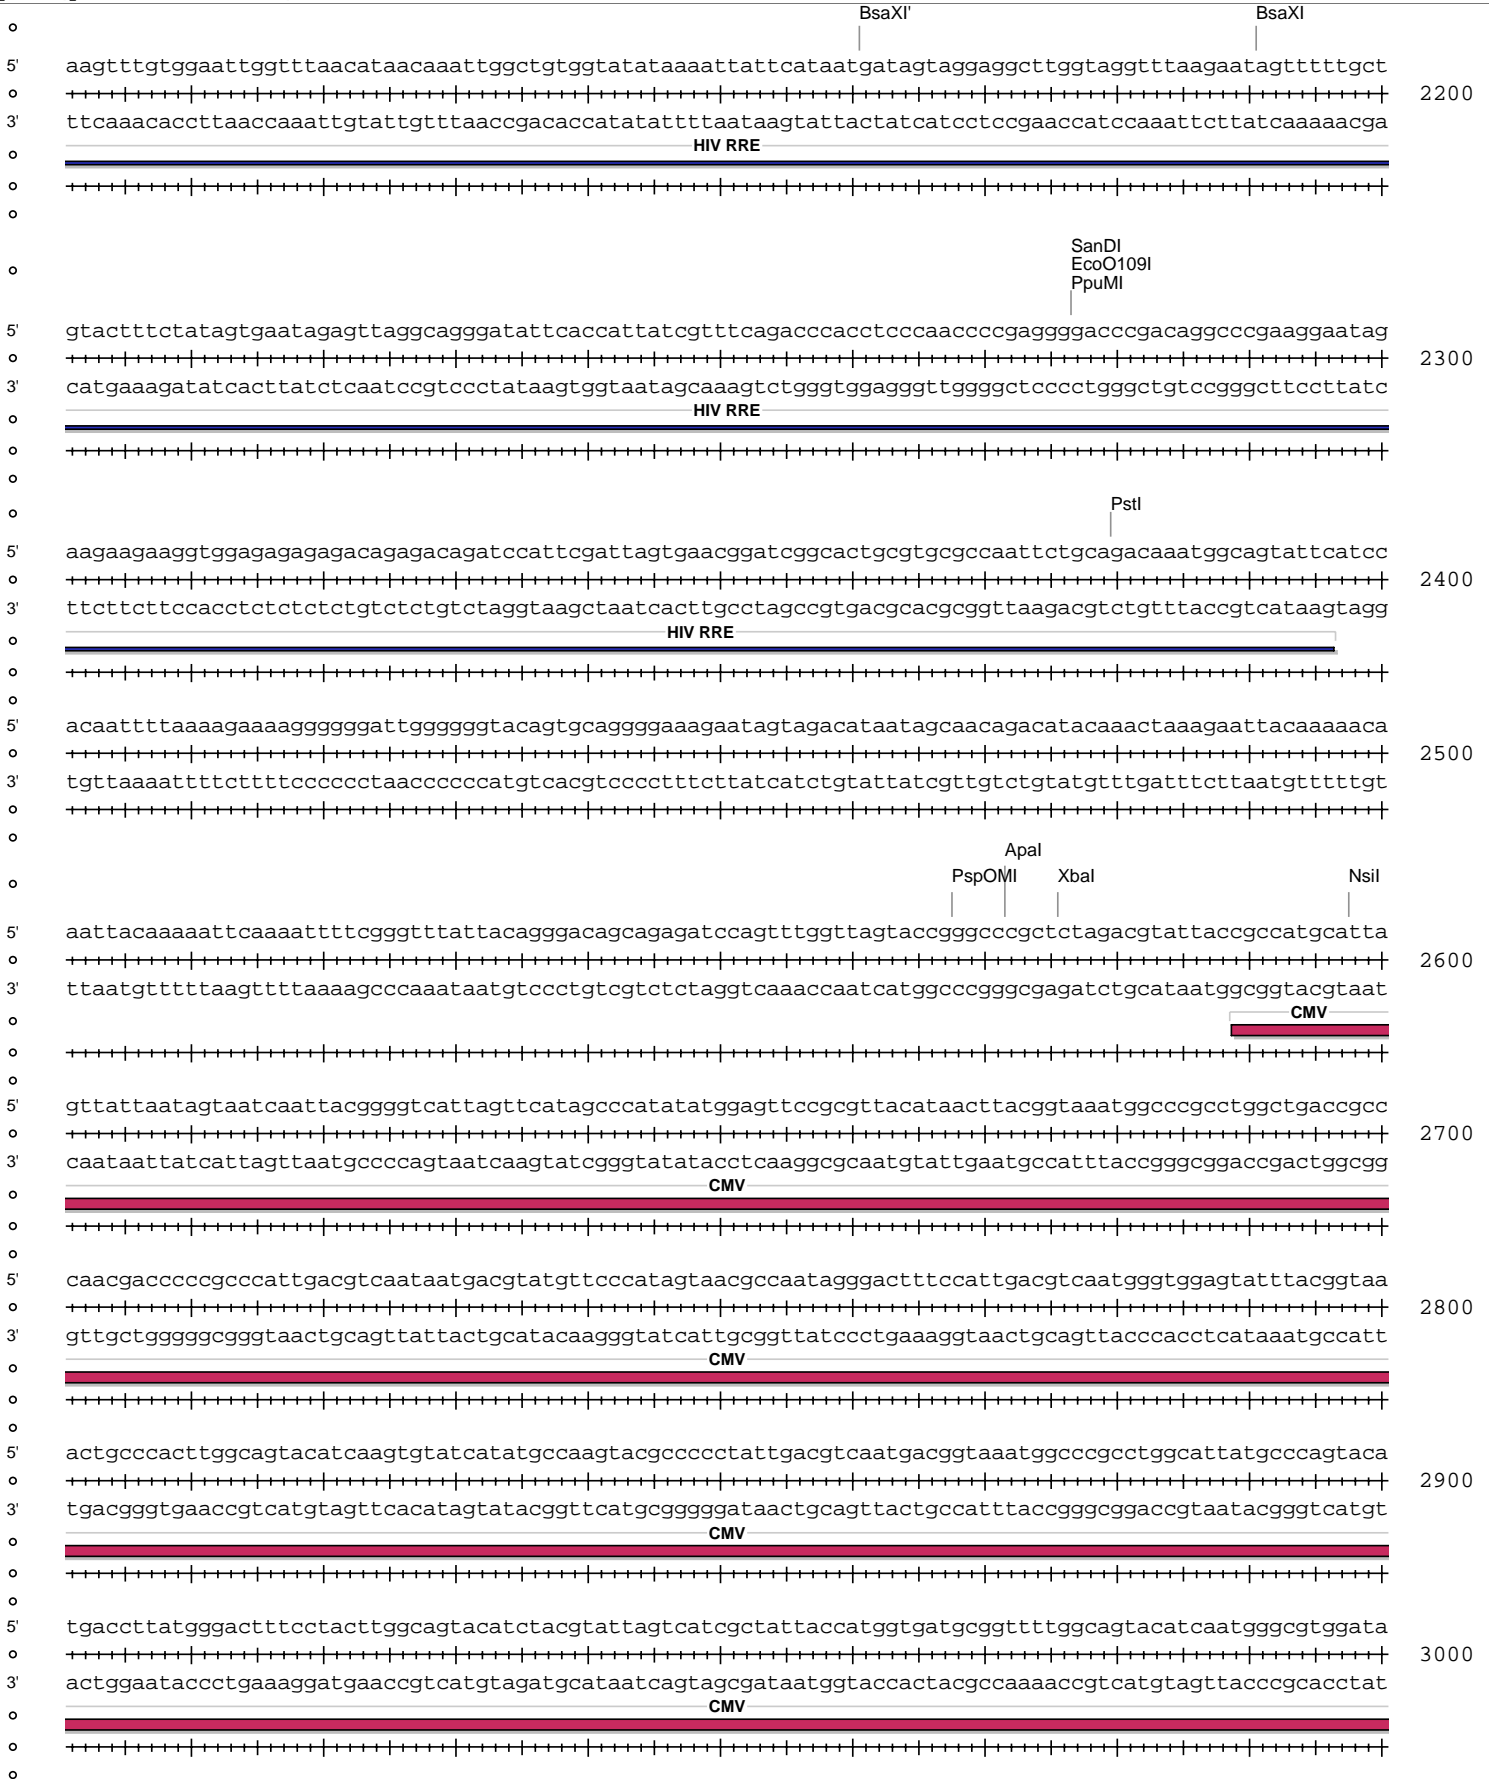 BsaXI' BsaXI
5' aagtttgtggaattggtttaacataacaaattggctgtggtatataaaattattcataatgatagtaggaggcttggtaggtttaagaatagtttttgct
2200
3' ttcaaacaccttaaccaaattgtattgtttaaccgacaccatatattttaataagtattactatcatcctccgaaccatccaaattcttatcaaaaacga
HIV RRE
SanDI
EcoO109I
PpuMI
5' gtactttctatagtgaatagagttaggcagggatattcaccattatcgtttcagacccacctcccaaccccgaggggacccgacaggcccgaaggaatag
2300
3' catgaaagatatcacttatctcaatccgtccctataagtggtaatagcaaagtctgggtggagggttggggctcccctgggctgtccgggcttccttatc
HIV RRE
PstI
5' aagaagaaggtggagagagagacagagacagatccattcgattagtgaacggatcggcactgcgtgcgccaattctgcagacaaatggcagtattcatcc
2400
3' ttcttcttccacctctctctctgtctctgtctaggtaagctaatcacttgcctagccgtgacgcacgcggttaagacgtctgtttaccgtcataagtagg
HIV RRE
5' acaattttaaaagaaaaggggggattggggggtacagtgcaggggaaagaatagtagacataatagcaacagacatacaaactaaagaattacaaaaaca
2500
3' tgttaaaattttcttttcccccctaaccccccatgtcacgtcccctttcttatcatctgtattatcgttgtctgtatgtttgatttcttaatgtttttgt
ApaI
PspOMI XbaI NsiI
5' aattacaaaaattcaaaattttcgggtttattacagggacagcagagatccagtttggttagtaccgggcccgctctagacgtattaccgccatgcatta
2600
3' ttaatgtttttaagttttaaaagcccaaataatgtccctgtcgtctctaggtcaaaccaatcatggcccgggcgagatctgcataatggcggtacgtaat
CMV
5' gttattaatagtaatcaattacggggtcattagttcatagcccatatatggagttccgcgttacataacttacggtaaatggcccgcctggctgaccgcc
2700
3' caataattatcattagttaatgccccagtaatcaagtatcgggtatatacctcaaggcgcaatgtattgaatgccatttaccgggcggaccgactggcgg
CMV
5' caacgacccccgcccattgacgtcaataatgacgtatgttcccatagtaacgccaatagggactttccattgacgtcaatgggtggagtatttacggtaa
2800
3' gttgctgggggcgggtaactgcagttattactgcatacaagggtatcattgcggttatccctgaaaggtaactgcagttacccacctcataaatgccatt
CMV
5' actgcccacttggcagtacatcaagtgtatcatatgccaagtacgccccctattgacgtcaatgacggtaaatggcccgcctggcattatgcccagtaca
2900
3' tgacgggtgaaccgtcatgtagttcacatagtatacggttcatgcgggggataactgcagttactgccatttaccgggcggaccgtaatacgggtcatgt
CMV
5' tgaccttatgggactttcctacttggcagtacatctacgtattagtcatcgctattaccatggtgatgcggttttggcagtacatcaatgggcgtggata
3000
3' actggaataccctgaaaggatgaaccgtcatgtagatgcataatcagtagcgataatggtaccactacgccaaaaccgtcatgtagttacccgcacctat
CMV